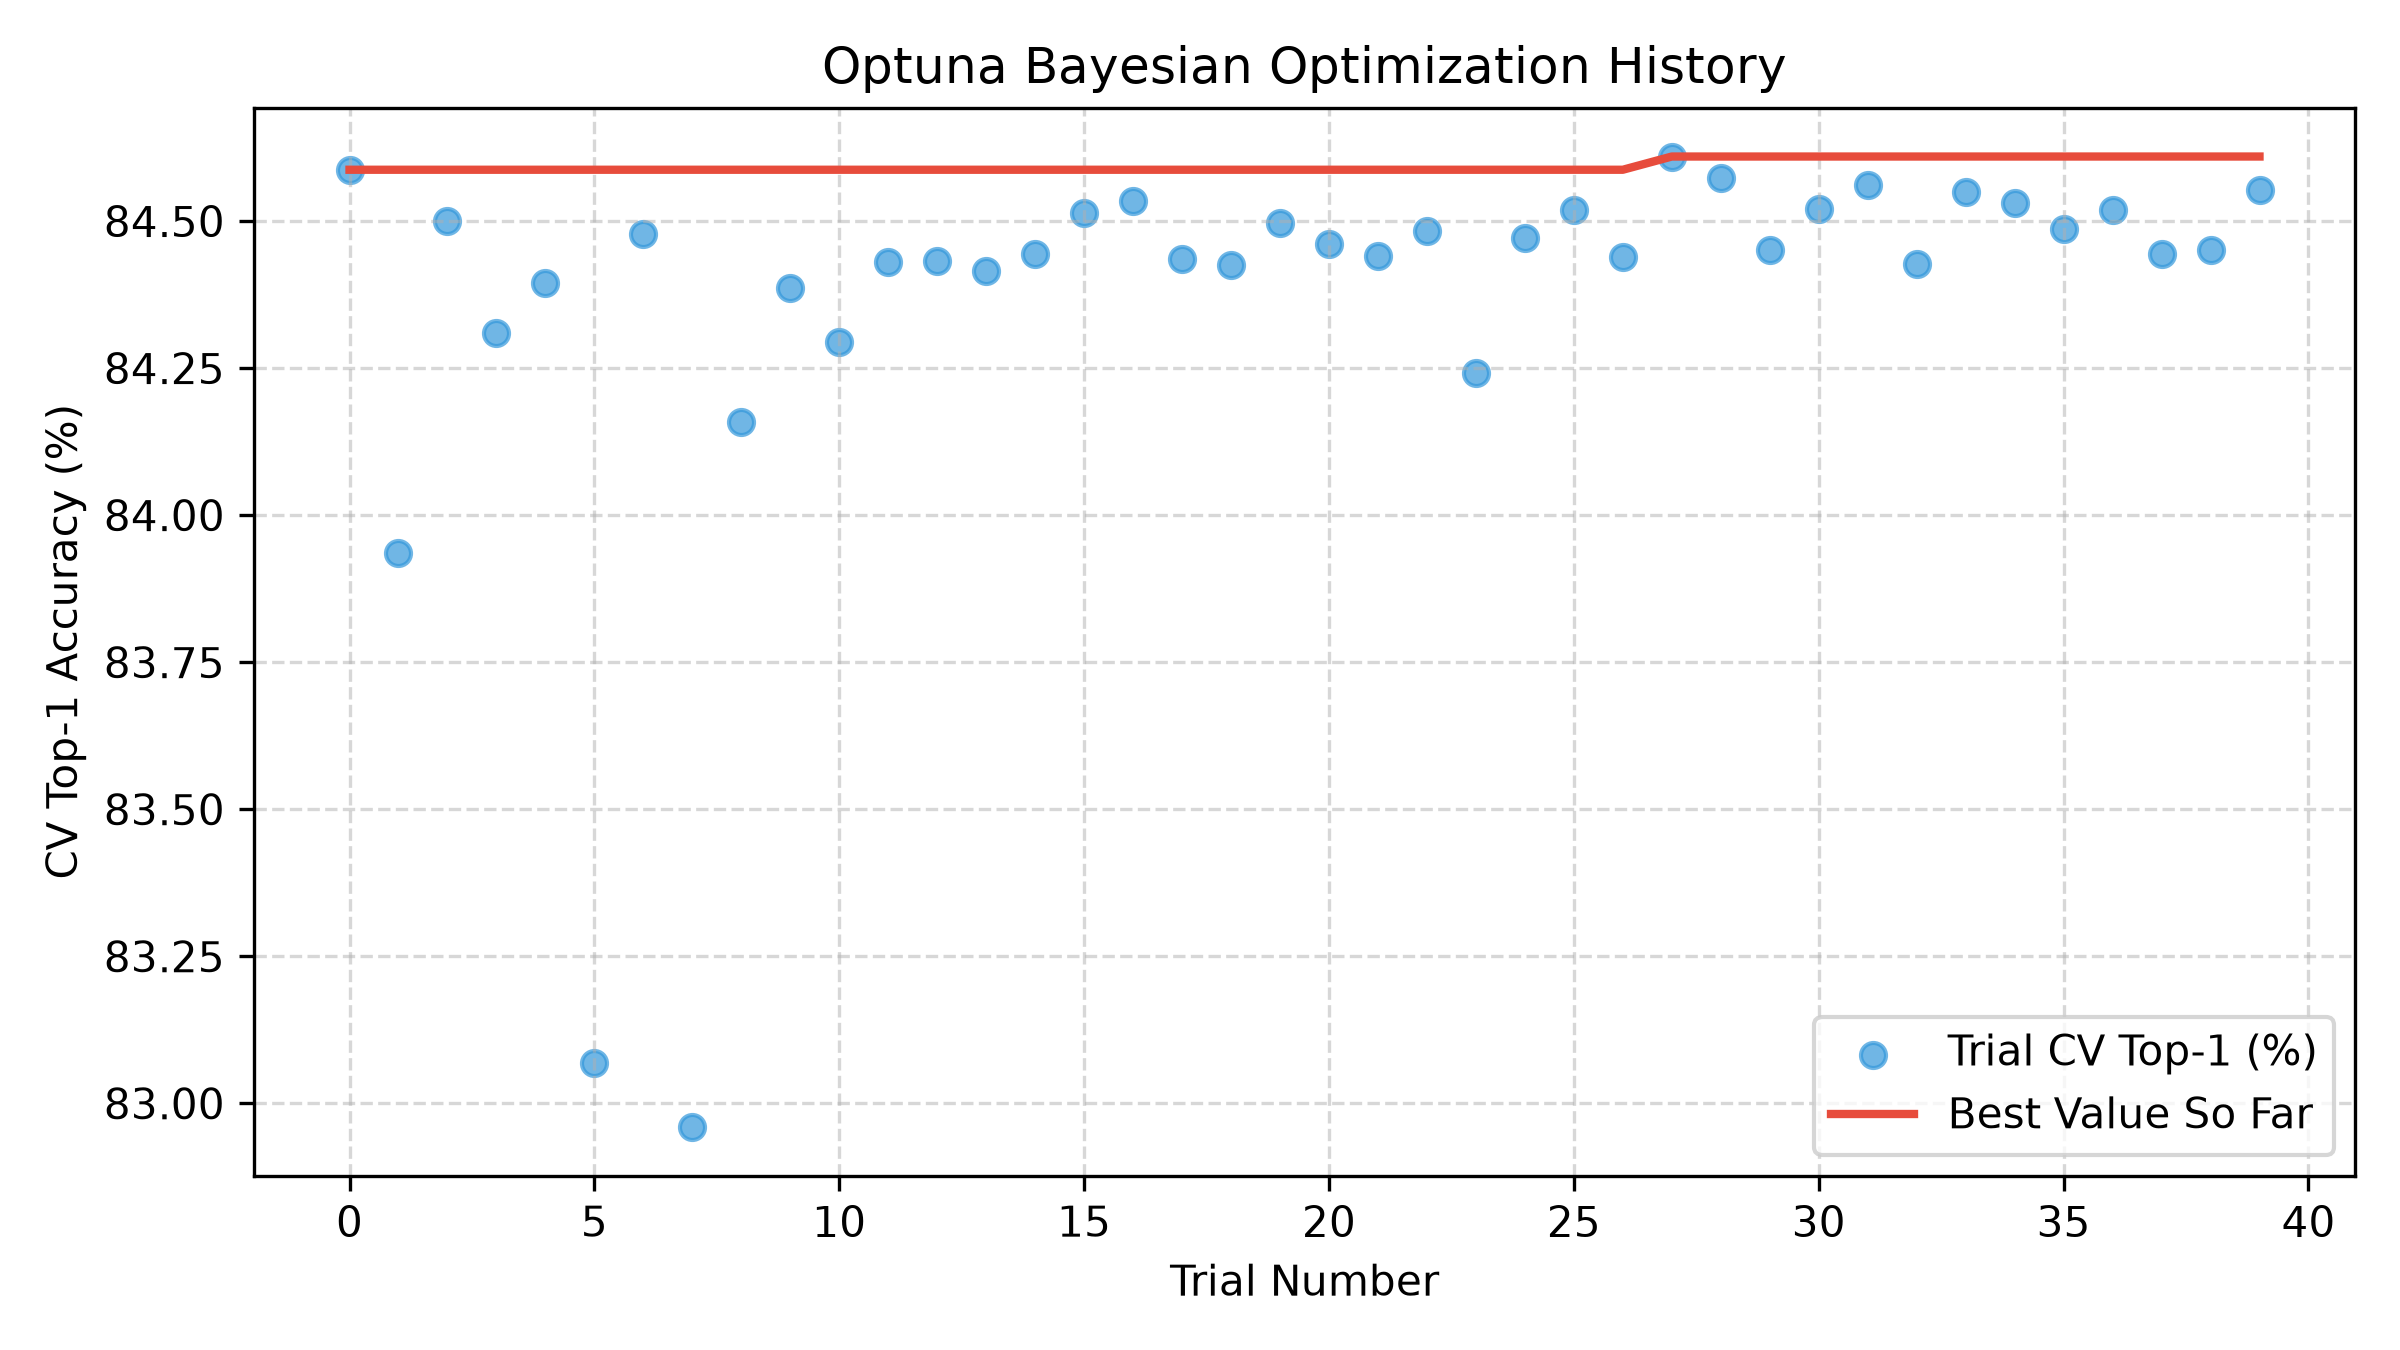 Optuna Bayesian Optimization History
CV Top-1 Accuracy (%)
84.50
84.25
84.00
83.75
83.50
83.25
83.00
Trial CV Top-1 (%)
Best Value So Far
0 5 10 15 20 25 30 35 40
Trial Number